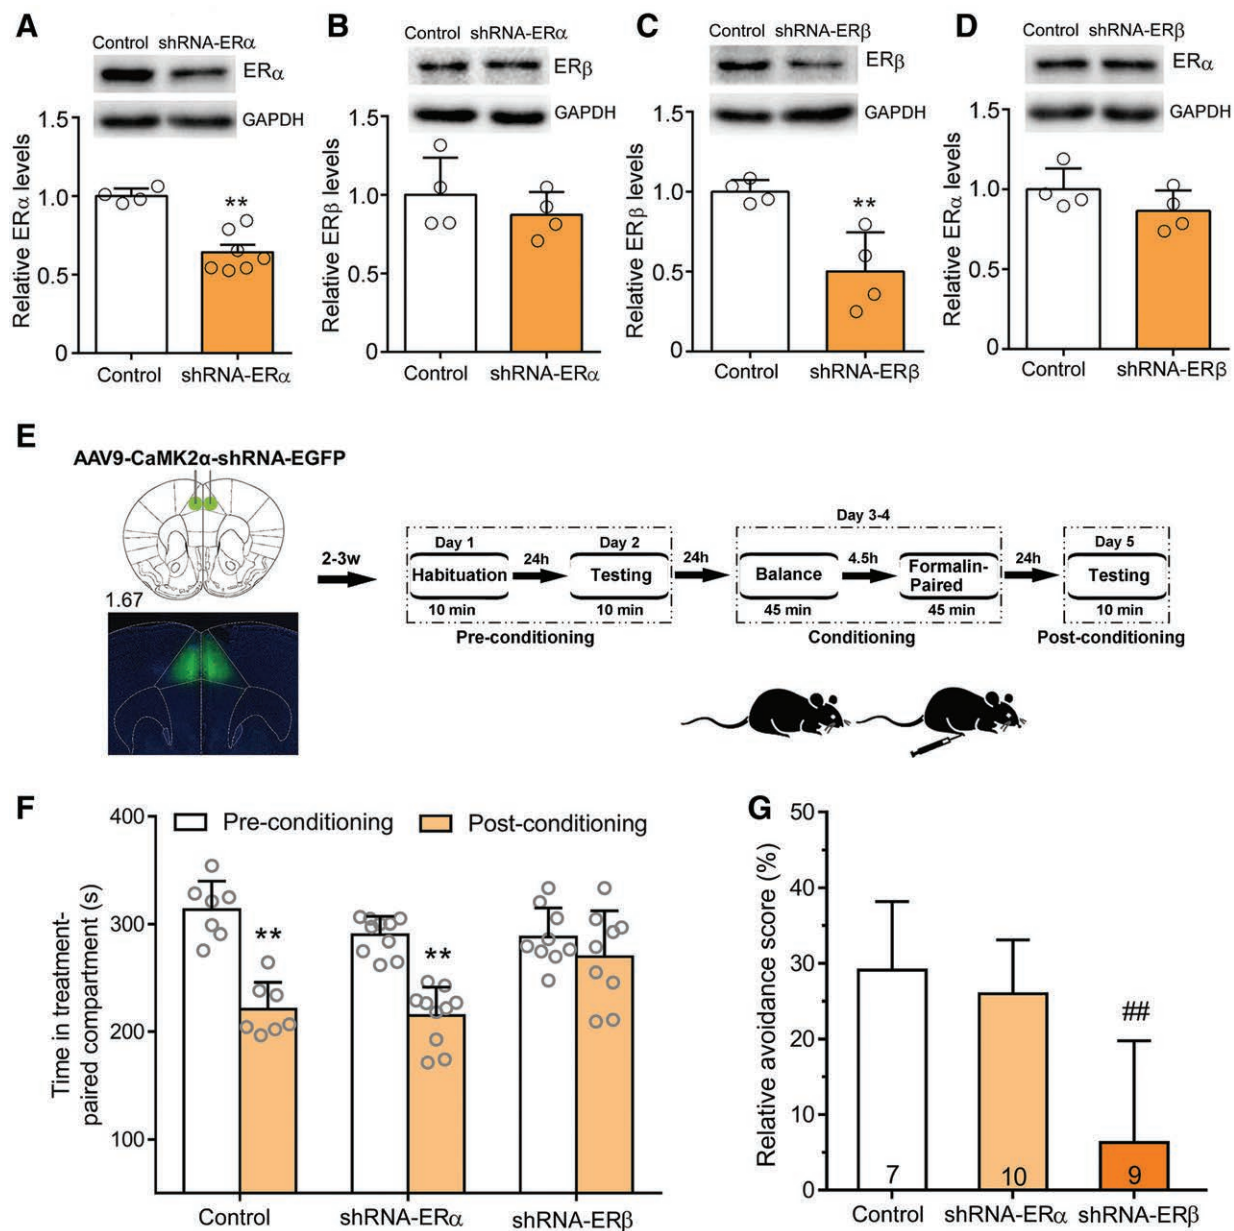 A
Control shRNA-ERα
ERα
GAPDH
Relative ERα levels
1.5
1.0
0.5
0
**
Control
shRNA-ERα
B
Control shRNA-ERα
ERβ
GAPDH
Relative ERβ levels
1.5
1.0
0.5
0
Control
shRNA-ERα
C
Control shRNA-ERβ
ERβ
GAPDH
Relative ERβ levels
1.5
1.0
0.5
0
**
Control
shRNA-ERβ
D
Control shRNA-ERβ
ERα
GAPDH
Relative ERα levels
1.5
1.0
0.5
0
Control
shRNA-ERβ
E
AAV9-CaMK2α-shRNA-EGFP
1.67
2-3w
Day 1
Habituation
10 min
24h
Day 2
Testing
10 min
Pre-conditioning
24h
Day 3-4
Balance
45 min
4.5h
Formalin-
Paired
45 min
Conditioning
24h
Day 5
Testing
10 min
Post-conditioning
F
Time in treatment-
paired compartment (s)
400
300
200
100
Pre-conditioning
Post-conditioning
**
**
Control
shRNA-ERα
shRNA-ERβ
G
Relative avoidance score (%)
50
40
30
20
10
0
##
7
10
9
Control
shRNA-ERα
shRNA-ERβ